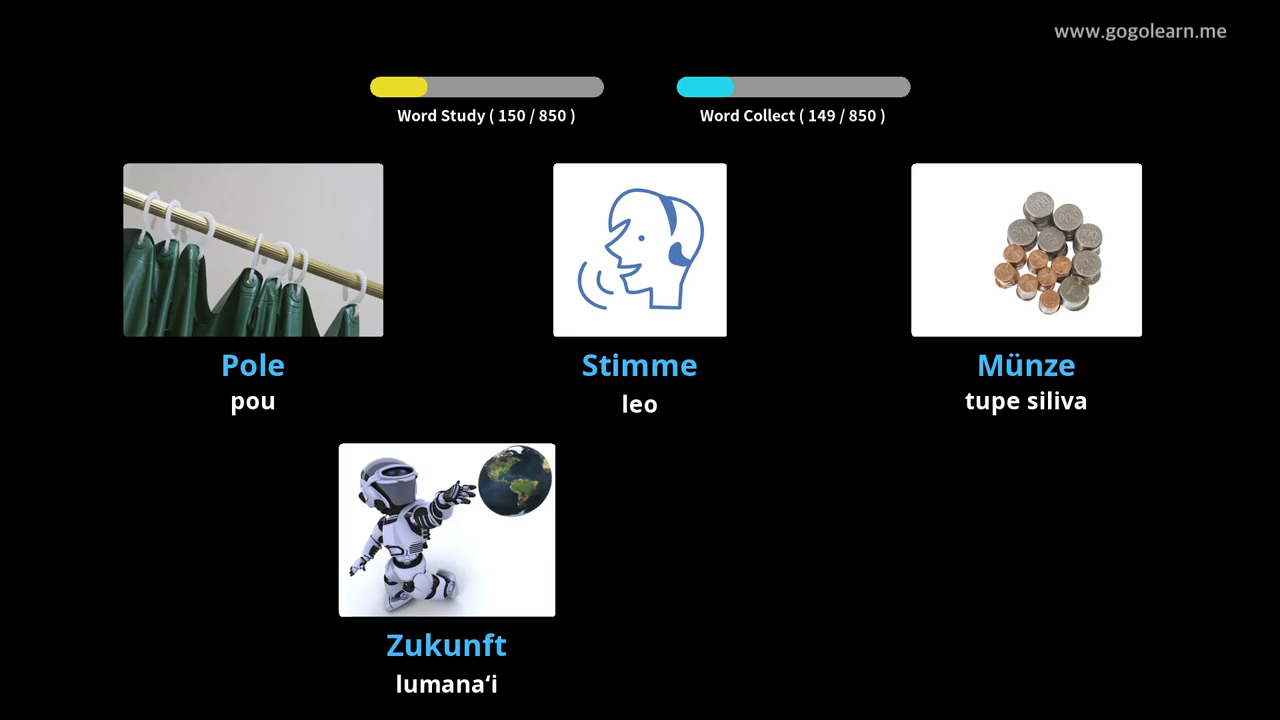 www.gogolearn.me
Word Study ( 150 / 850 )
Word Collect ( 149 / 850 )
Pole
pou
Stimme
leo
Münze
tupe siliva
Zukunft
lumanaʻi